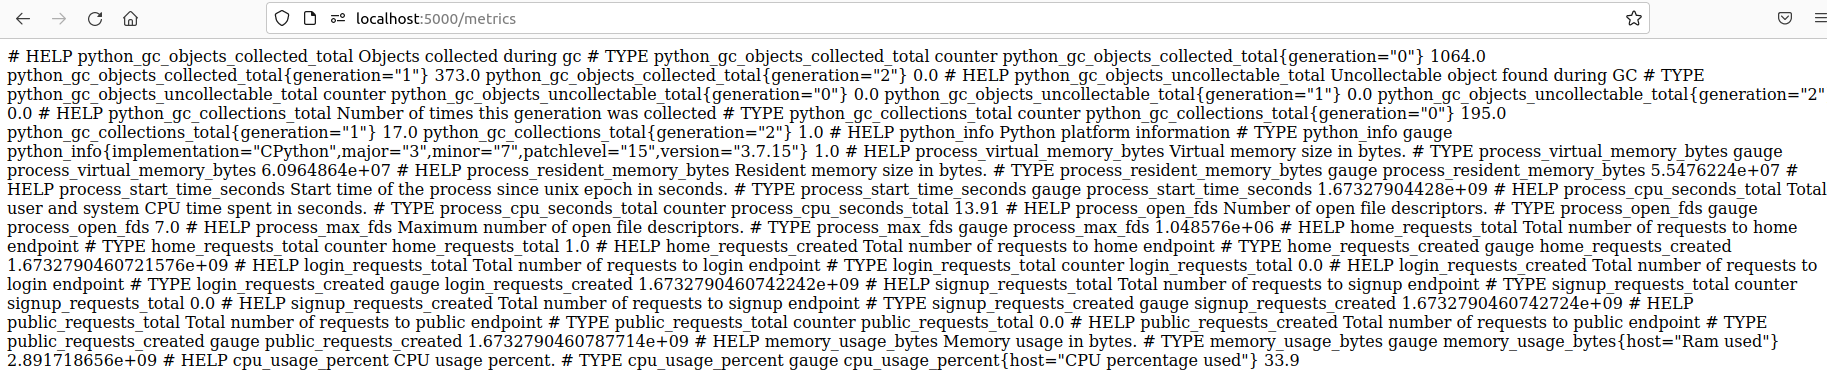 localhost:5000/metrics
# HELP python_gc_objects_collected_total Objects collected during gc # TYPE python_gc_objects_collected_total counter python_gc_objects_collected_total{generation="0"} 1064.0
python_gc_objects_collected_total{generation="1"} 373.0 python_gc_objects_collected_total{generation="2"} 0.0 # HELP python_gc_objects_uncollectable_total Uncollectable object found during GC # TYPE
python_gc_objects_uncollectable_total counter python_gc_objects_uncollectable_total{generation="0"} 0.0 python_gc_objects_uncollectable_total{generation="1"} 0.0 python_gc_objects_uncollectable_total{generation="2"
0.0 # HELP python_gc_collections_total Number of times this generation was collected # TYPE python_gc_collections_total counter python_gc_collections_total{generation="0"} 195.0
python_gc_collections_total{generation="1"} 17.0 python_gc_collections_total{generation="2"} 1.0 # HELP python_info Python platform information # TYPE python_info gauge
python_info{implementation="CPython",major="3",minor="7",patchlevel="15",version="3.7.15"} 1.0 # HELP process_virtual_memory_bytes Virtual memory size in bytes. # TYPE process_virtual_memory_bytes gauge
process_virtual_memory_bytes 6.0964864e+07 # HELP process_resident_memory_bytes Resident memory size in bytes. # TYPE process_resident_memory_bytes gauge process_resident_memory_bytes 5.5476224e+07 #
HELP process_start_time_seconds Start time of the process since unix epoch in seconds. # TYPE process_start_time_seconds gauge process_start_time_seconds 1.67327904428e+09 # HELP process_cpu_seconds_total Total
user and system CPU time spent in seconds. # TYPE process_cpu_seconds_total counter process_cpu_seconds_total 13.91 # HELP process_open_fds Number of open file descriptors. # TYPE process_open_fds gauge
process_open_fds 7.0 # HELP process_max_fds Maximum number of open file descriptors. # TYPE process_max_fds gauge process_max_fds 1.048576e+06 # HELP home_requests_total Total number of requests to home
endpoint # TYPE home_requests_total counter home_requests_total 1.0 # HELP home_requests_created Total number of requests to home endpoint # TYPE home_requests_created gauge home_requests_created
1.6732790460721576e+09 # HELP login_requests_total Total number of requests to login endpoint # TYPE login_requests_total counter login_requests_total 0.0 # HELP login_requests_created Total number of requests to
login endpoint # TYPE login_requests_created gauge login_requests_created 1.6732790460742242e+09 # HELP signup_requests_total Total number of requests to signup endpoint # TYPE signup_requests_total counter
signup_requests_total 0.0 # HELP signup_requests_created Total number of requests to signup endpoint # TYPE signup_requests_created gauge signup_requests_created 1.6732790460742724e+09 # HELP
public_requests_total Total number of requests to public endpoint # TYPE public_requests_total counter public_requests_total 0.0 # HELP public_requests_created Total number of requests to public endpoint # TYPE
public_requests_created gauge public_requests_created 1.6732790460787714e+09 # HELP memory_usage_bytes Memory usage in bytes. # TYPE memory_usage_bytes gauge memory_usage_bytes{host="Ram used"}
2.891718656e+09 # HELP cpu_usage_percent CPU usage percent. # TYPE cpu_usage_percent gauge cpu_usage_percent{host="CPU percentage used"} 33.9